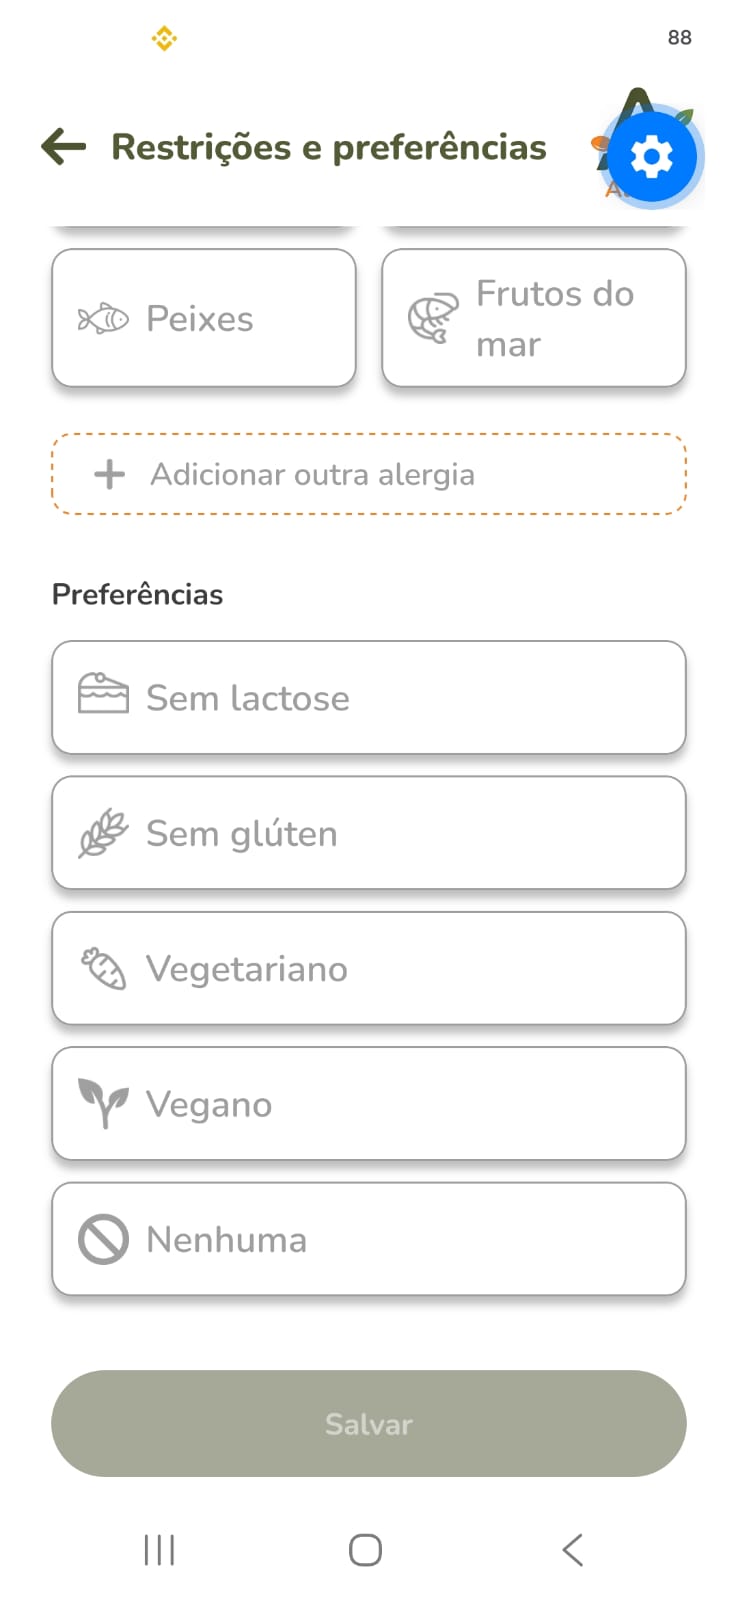 88
Restrições e preferências
Peixes
Frutos do
mar
Adicionar outra alergia
Preferências
Sem lactose
Sem glúten
Vegetariano
Vegano
Nenhuma
Salvar